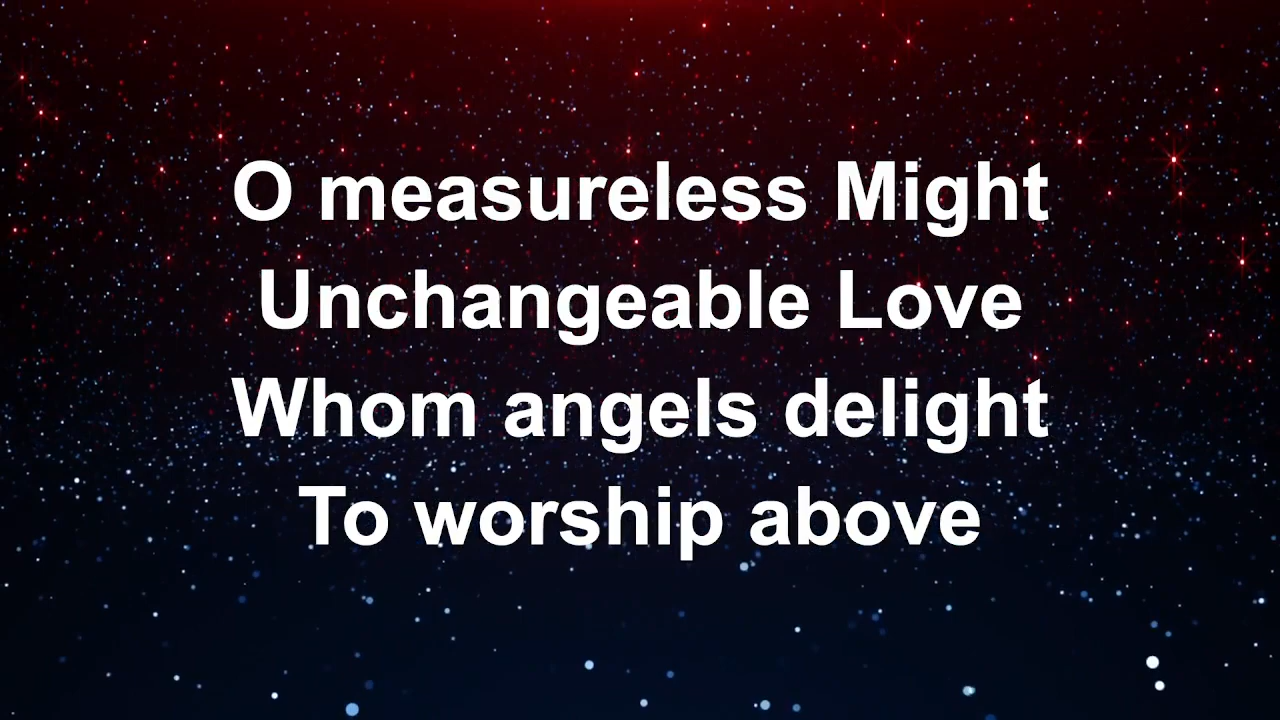 O measureless Might
Unchangeable Love
Whom angels delight
To worship above